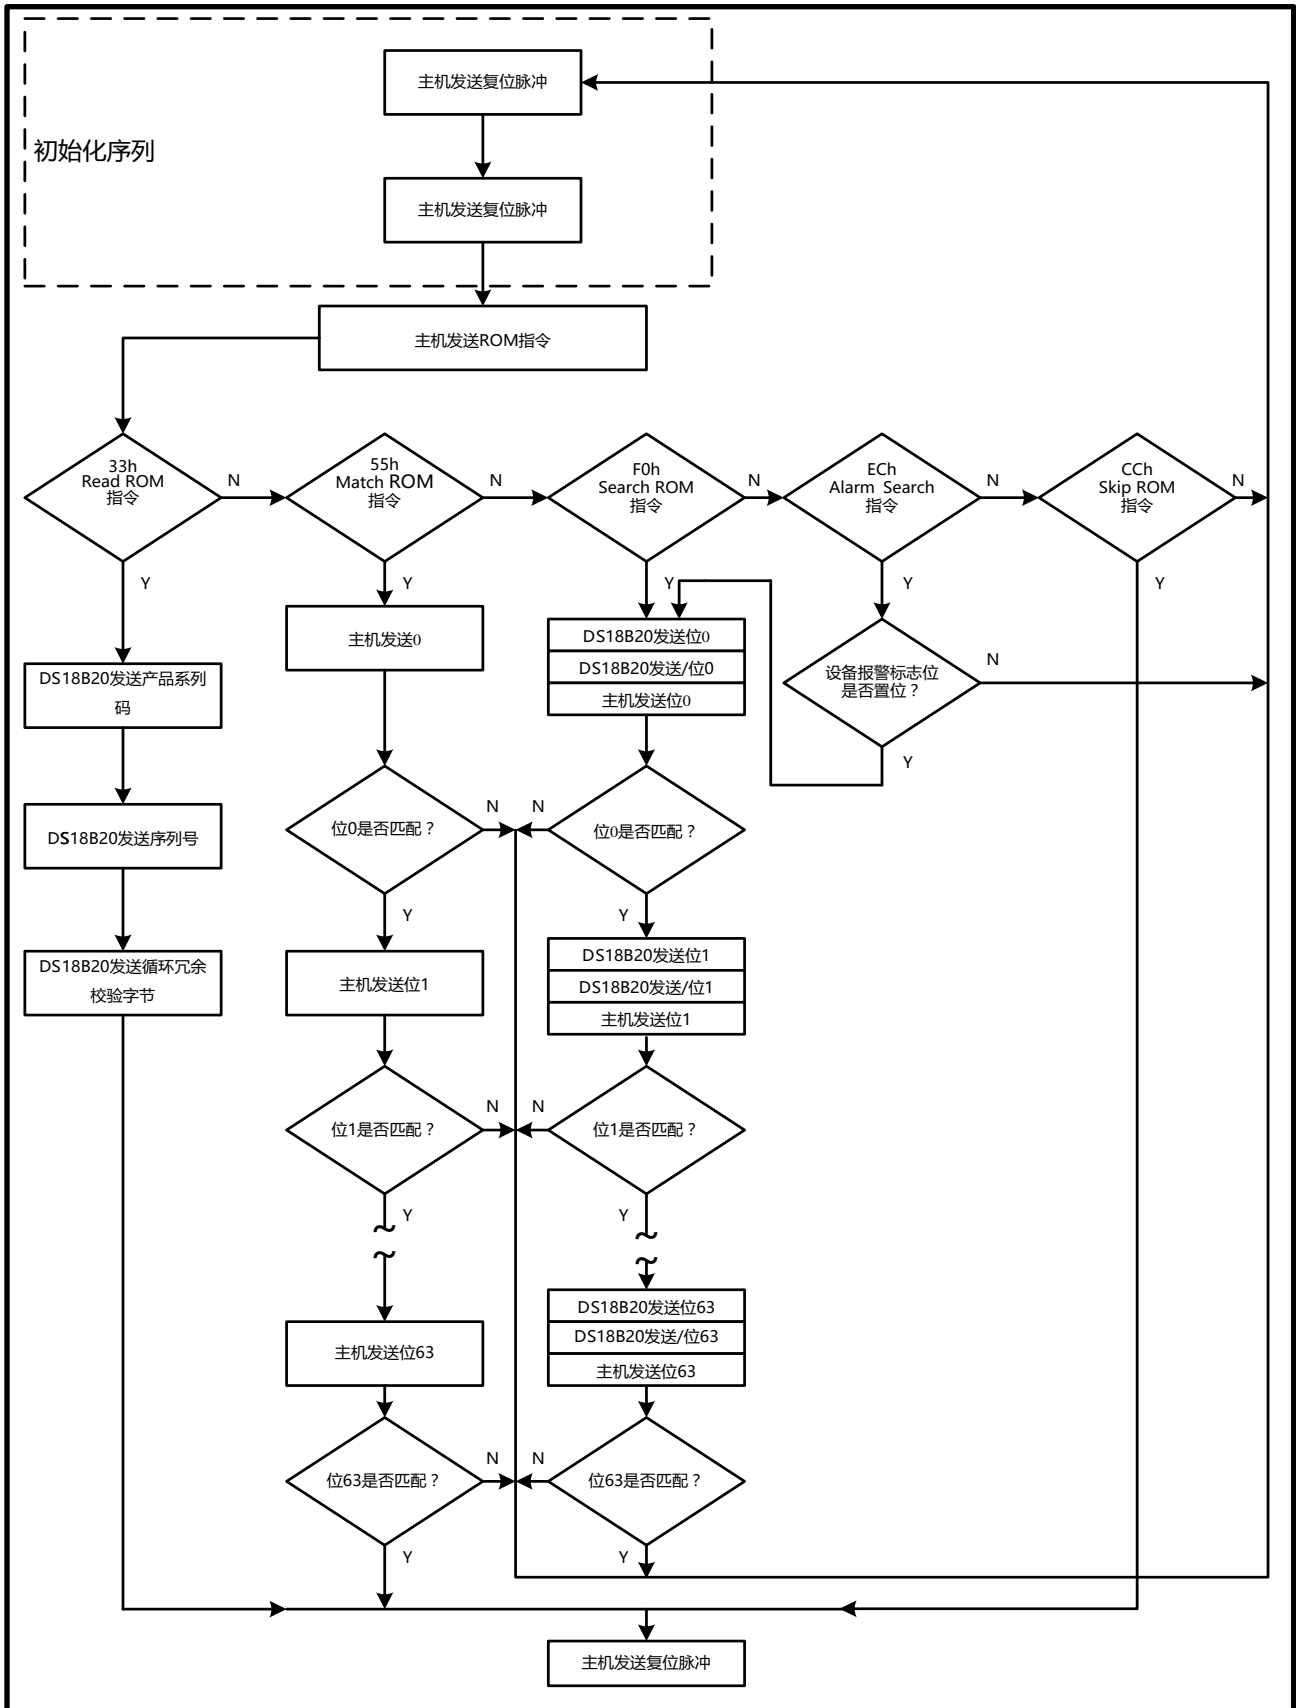 主机发送复位脉冲
初始化序列
主机发送复位脉冲
主机发送ROM指令
33h
Read ROM
指令
N
55h
Match ROM
指令
N
F0h
Search ROM
指令
N
ECh
Alarm Search
指令
N
CCh
Skip ROM
指令
N
Y
Y
Y
Y
Y
主机发送0
DS18B20发送位0
DS18B20发送/位0
主机发送位0
设备报警标志位
是否置位？
N
Y
DS18B20发送产品系列
码
位0是否匹配？
N
N
位0是否匹配？
DS18B20发送序列号
Y
Y
DS18B20发送循环冗余
校验字节
主机发送位1
DS18B20发送位1
DS18B20发送/位1
主机发送位1
位1是否匹配？
N
N
位1是否匹配？
Y
Y
主机发送位63
DS18B20发送位63
DS18B20发送/位63
主机发送位63
位63是否匹配？
N
N
位63是否匹配？
Y
Y
主机发送复位脉冲